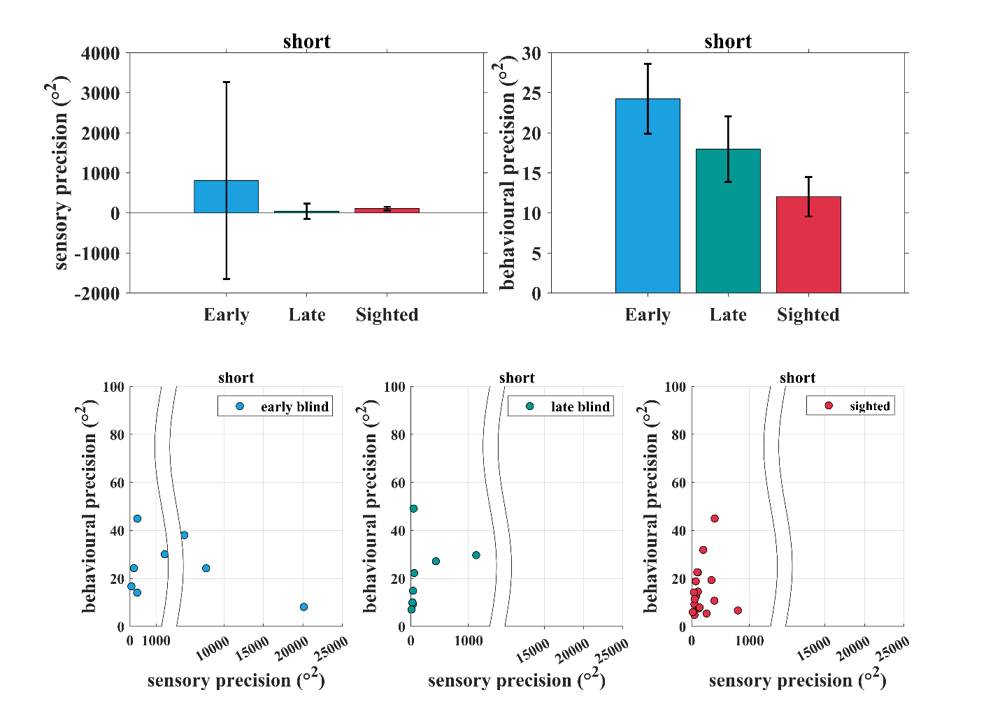 short
sensory precision (°²)
4000
3000
2000
1000
0
-1000
-2000
Early Late Sighted
short
behavioural precision (°²)
30
25
20
15
10
5
0
Early Late Sighted
short
early blind
behavioural precision (°²)
100
80
60
40
20
0
0 1000 10000 15000 20000 25000
sensory precision (°²)
short
late blind
behavioural precision (°²)
100
80
60
40
20
0
0 1000 15000 20000 25000
sensory precision (°²)
short
sighted
behavioural precision (°²)
100
80
60
40
20
0
0 1000 15000 20000 25000
sensory precision (°²)